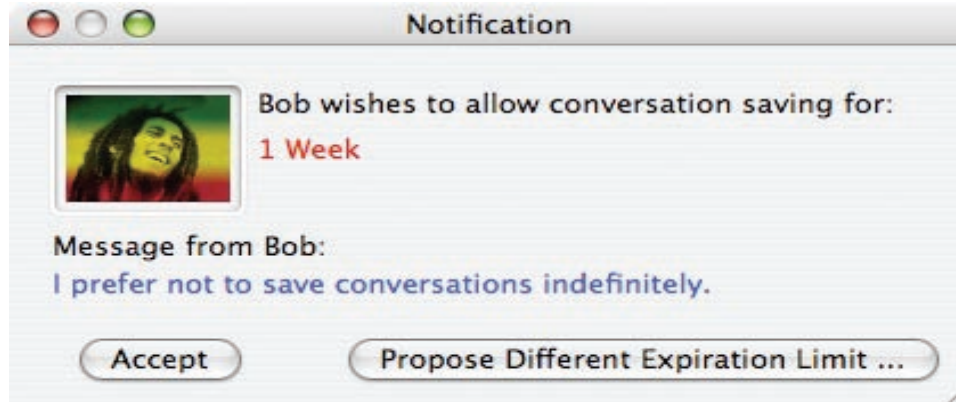 Notification
Bob wishes to allow conversation saving for:
1 Week
Message from Bob:
I prefer not to save conversations indefinitely.
Accept
Propose Different Expiration Limit ...